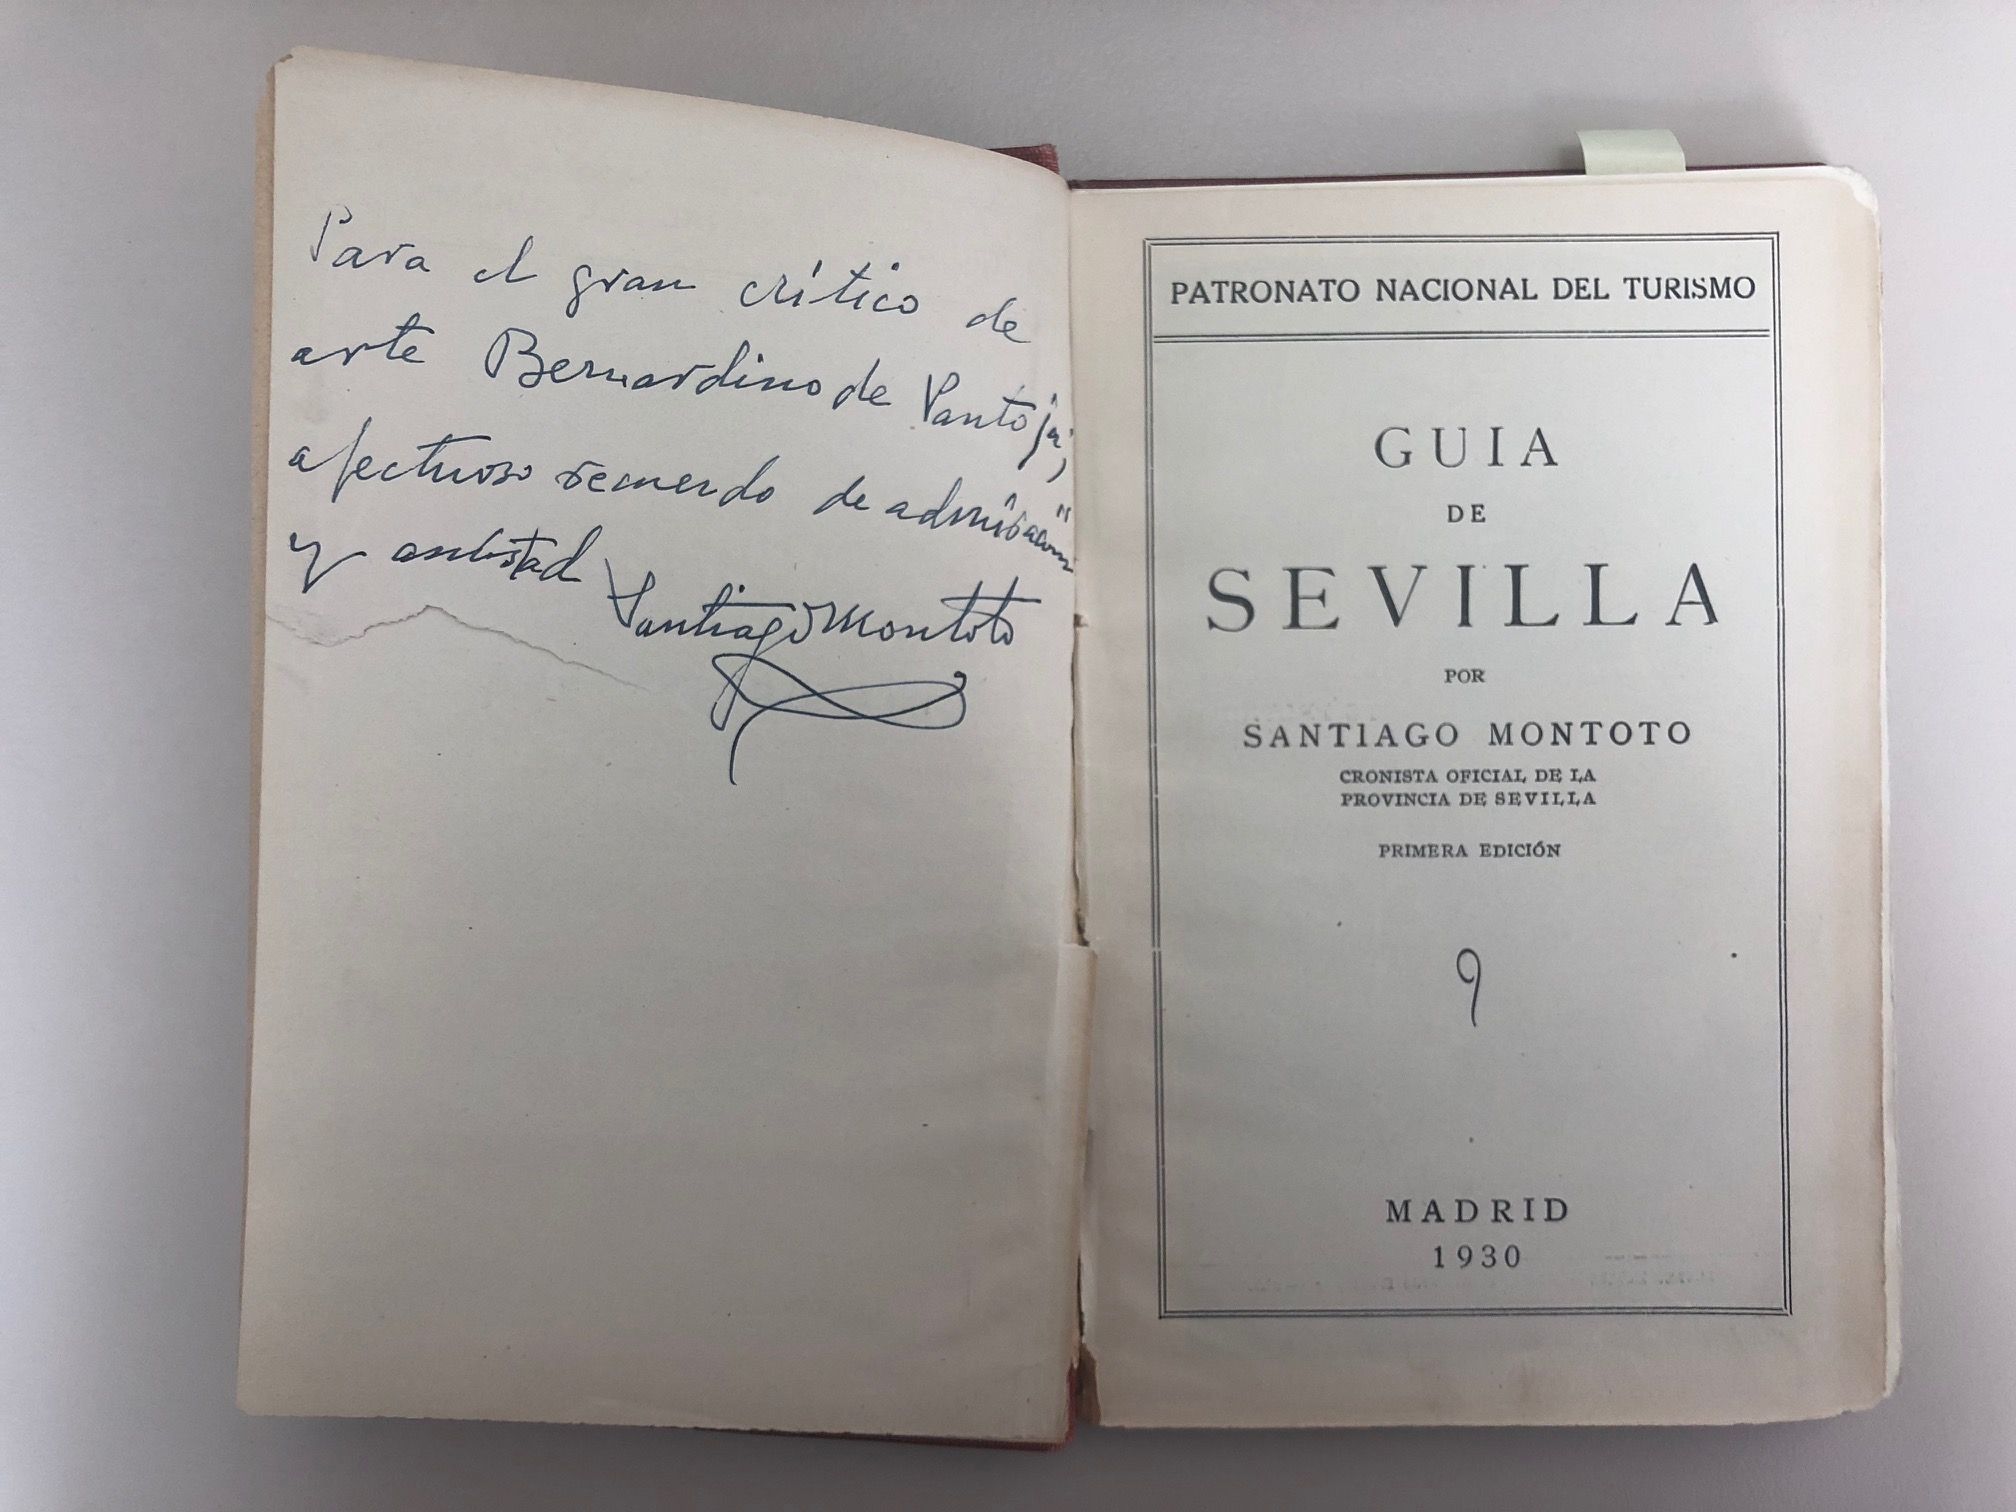 Para el gran crítico de
arte Bernardino de Pantoja,
afectuoso recuerdo de admiración
y amistad Santiago Montoto
PATRONATO NACIONAL DEL TURISMO
GUIA
DE
SEVILLA
POR
SANTIAGO MONTOTO
CRONISTA OFICIAL DE LA
PROVINCIA DE SEVILLA
PRIMERA EDICIÓN
9
MADRID
1930